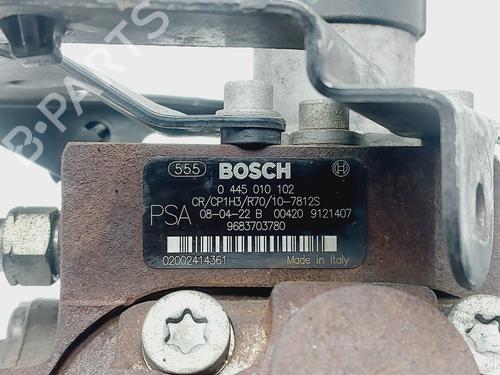 B-PARTS
555 BOSCH
0 445 010 102
CR/CP1H3/R70/10-7812S
PSA 08-04-22 B 00420 9121407
9683703780
02002414361 Made in Italy